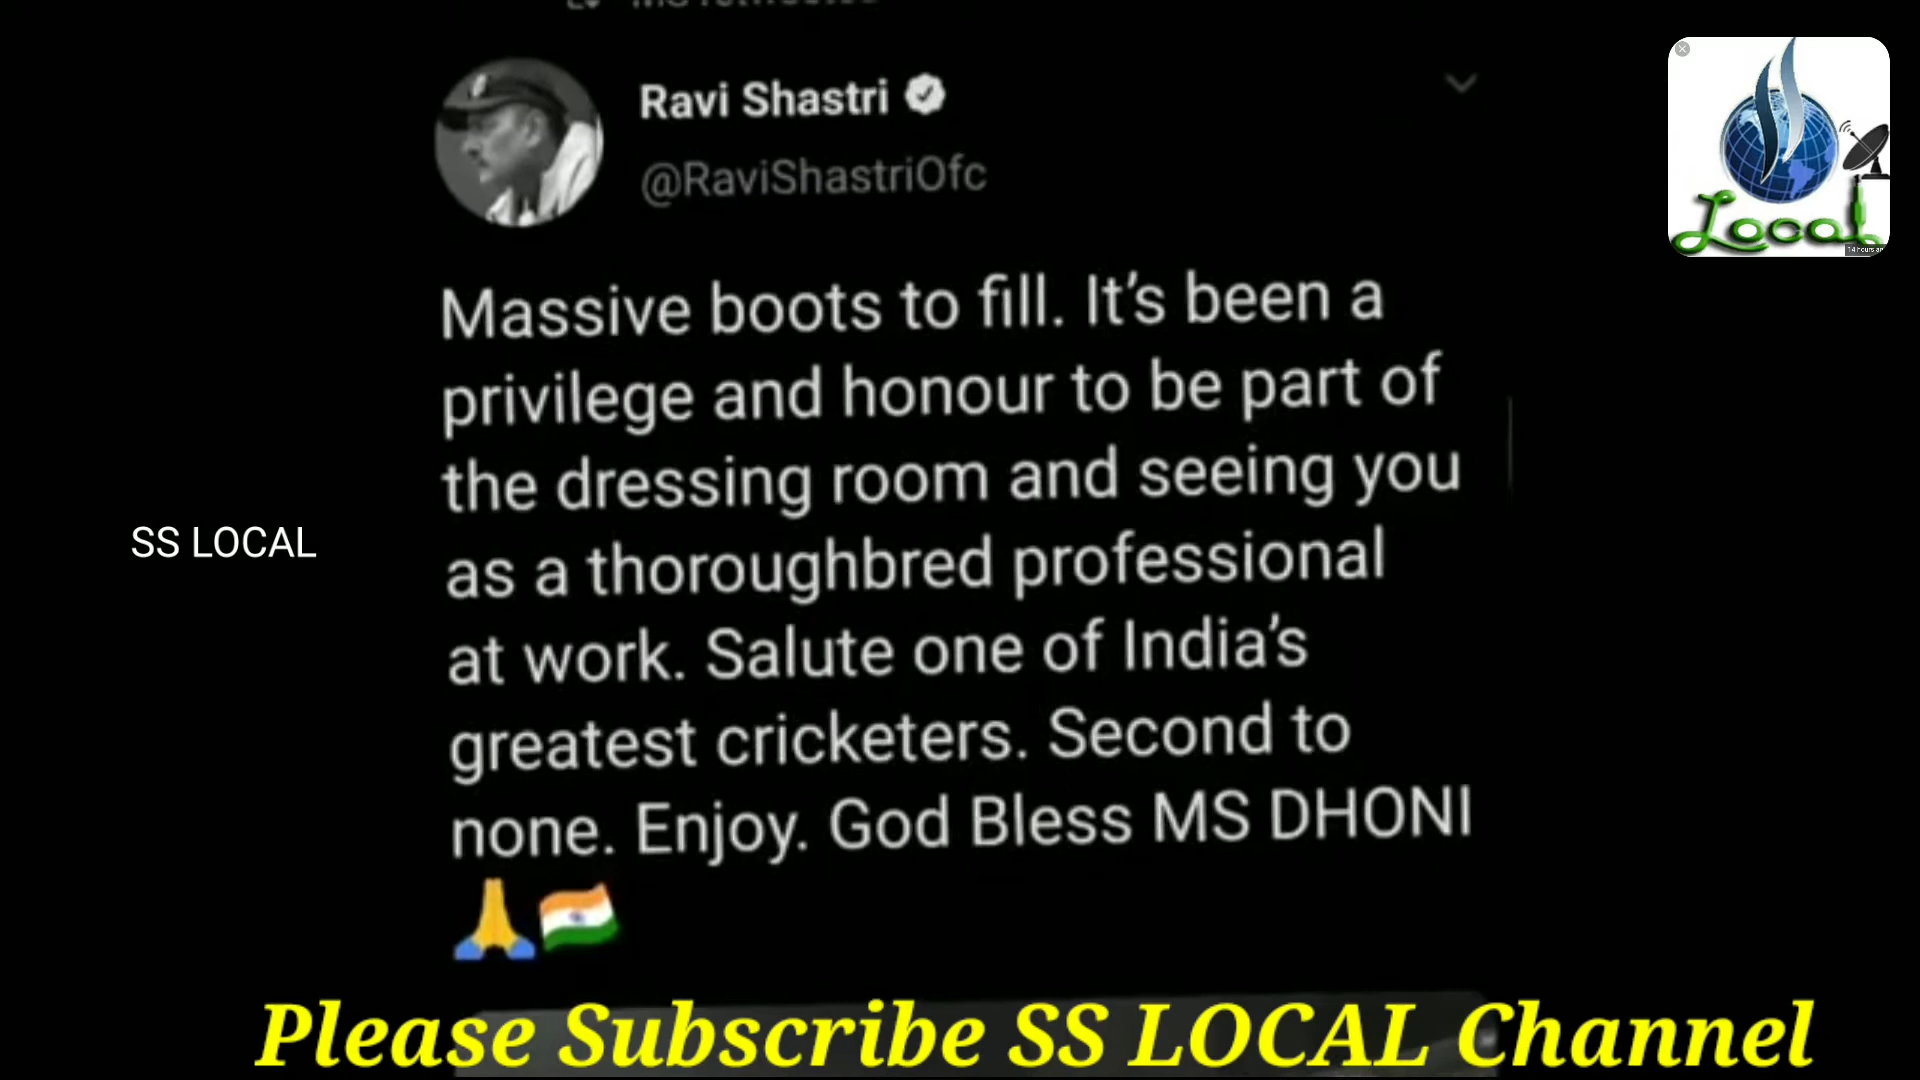 Ravi Shastri
@RaviShastriOfc
Massive boots to fill. It’s been a
privilege and honour to be part of
the dressing room and seeing you
as a thoroughbred professional
at work. Salute one of India’s
greatest cricketers. Second to
none. Enjoy. God Bless MS DHONI
🙏🇮🇳
SS LOCAL
Local
Please Subscribe SS LOCAL Channel